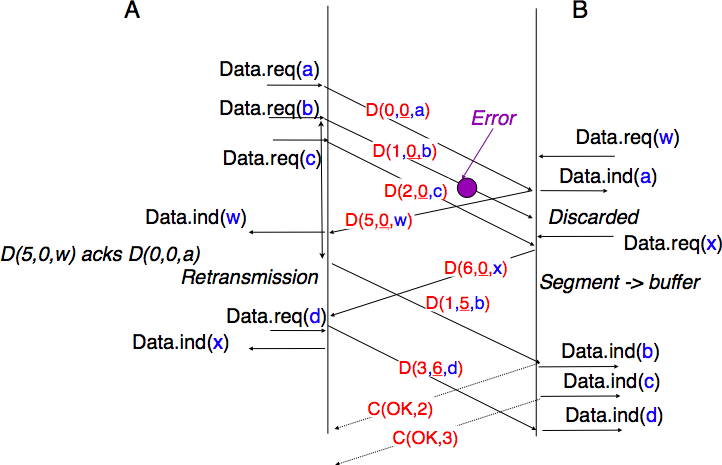 A
B
Data.req(a)
Data.req(b)
D(0,0,a)
Error
Data.req(w)
D(1,0,b)
Data.req(c)
Data.ind(a)
D(2,0,c)
Data.ind(w)
D(5,0,w)
Discarded
Data.req(x)
D(5,0,w) acks D(0,0,a)
D(6,0,x)
Retransmission
Segment -> buffer
D(1,5,b)
Data.req(d)
Data.ind(x)
Data.ind(b)
D(3,6,d)
Data.ind(c)
C(OK,2)
Data.ind(d)
C(OK,3)